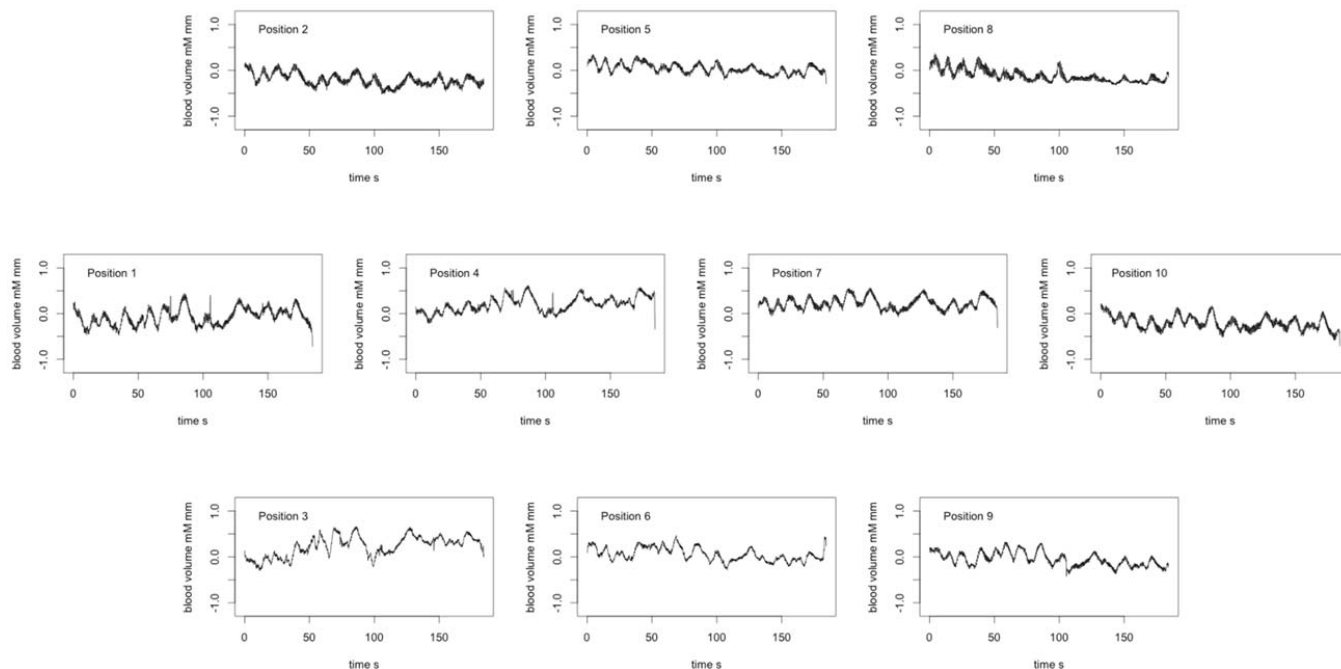 Position 2
blood volume mM mm
1.0
0.0
-1.0
0 50 100 150
time s
Position 5
blood volume mM mm
1.0
0.0
-1.0
0 50 100 150
time s
Position 8
blood volume mM mm
1.0
0.0
-1.0
0 50 100 150
time s
Position 1
blood volume mM mm
1.0
0.0
-1.0
0 50 100 150
time s
Position 4
blood volume mM mm
1.0
0.0
-1.0
0 50 100 150
time s
Position 7
blood volume mM mm
1.0
0.0
-1.0
0 50 100 150
time s
Position 10
blood volume mM mm
1.0
0.0
-1.0
0 50 100 150
time s
Position 3
blood volume mM mm
1.0
0.0
-1.0
0 50 100 150
time s
Position 6
blood volume mM mm
1.0
0.0
-1.0
0 50 100 150
time s
Position 9
blood volume mM mm
1.0
0.0
-1.0
0 50 100 150
time s